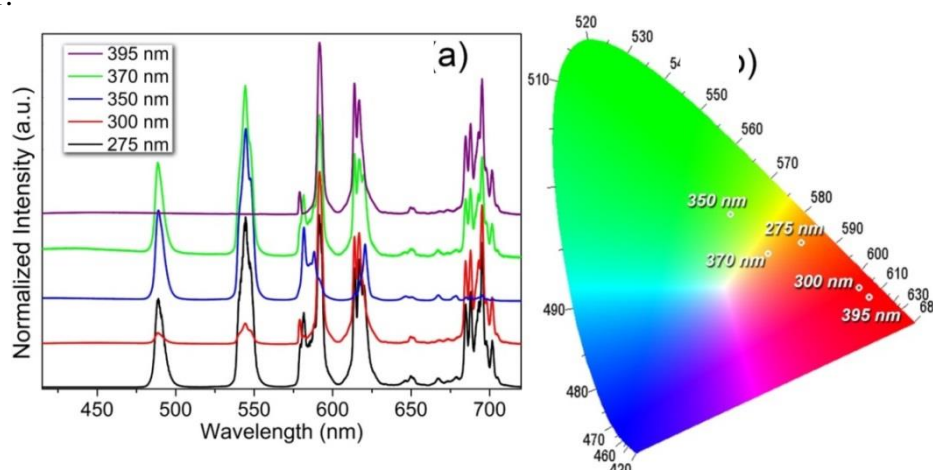 (a)
395 nm
370 nm
350 nm
300 nm
275 nm
Normalized Intensity (a.u.)
450 500 550 600 650 700
Wavelength (nm)
520
530
510
550
560
570
580
590
600
610
630
490
480
470
460
420
350 nm
275 nm
370 nm
300 nm
395 nm